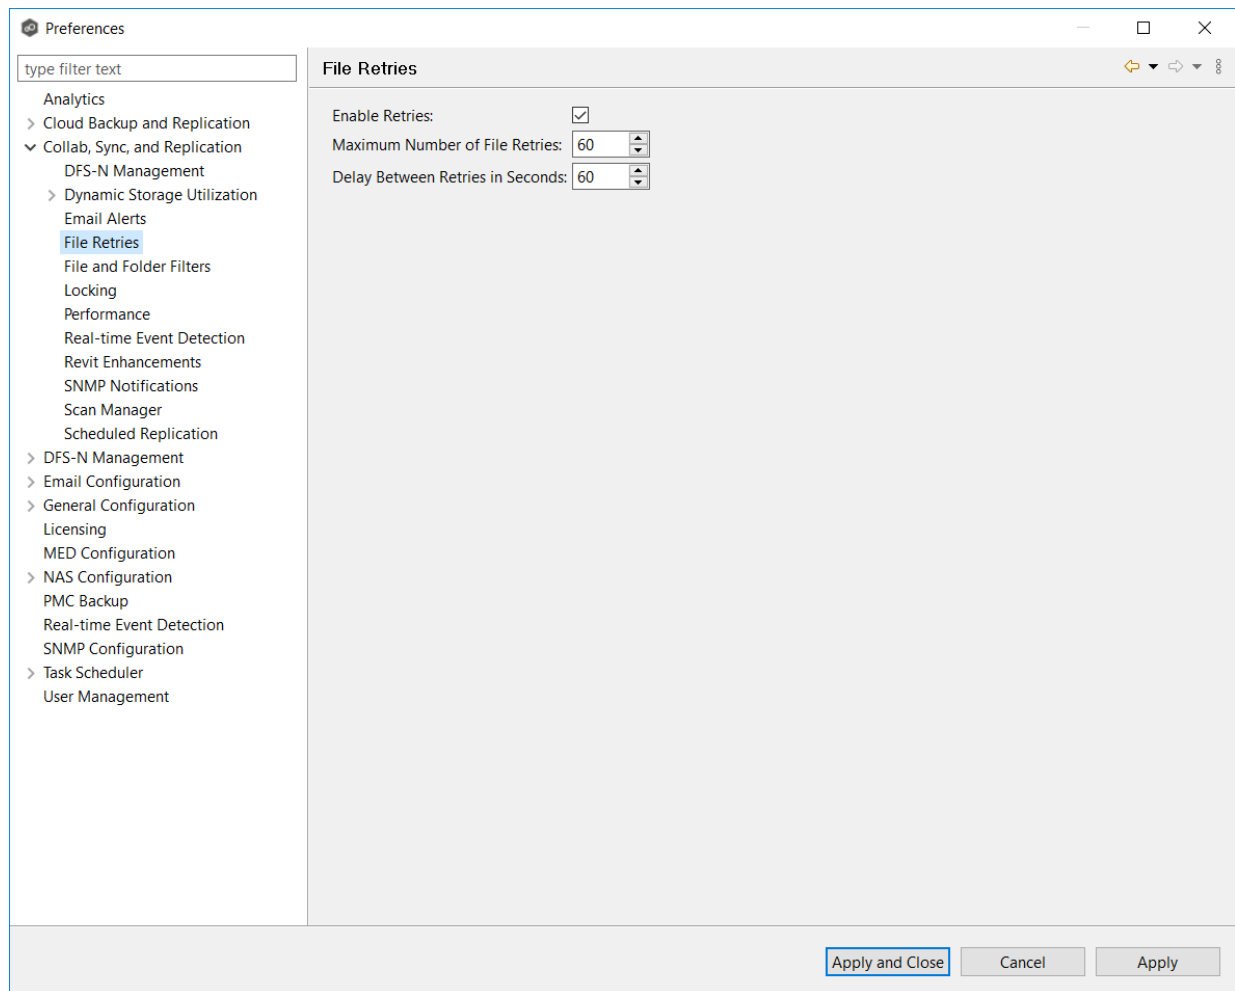 Preferences
type filter text
File Retries
Analytics
Cloud Backup and Replication
Collab, Sync, and Replication
DFS-N Management
Dynamic Storage Utilization
Email Alerts
File Retries
File and Folder Filters
Locking
Performance
Real-time Event Detection
Revit Enhancements
SNMP Notifications
Scan Manager
Scheduled Replication
DFS-N Management
Email Configuration
General Configuration
Licensing
MED Configuration
NAS Configuration
PMC Backup
Real-time Event Detection
SNMP Configuration
Task Scheduler
User Management
Enable Retries:
Maximum Number of File Retries: 60
Delay Between Retries in Seconds: 60
Apply and Close
Cancel
Apply